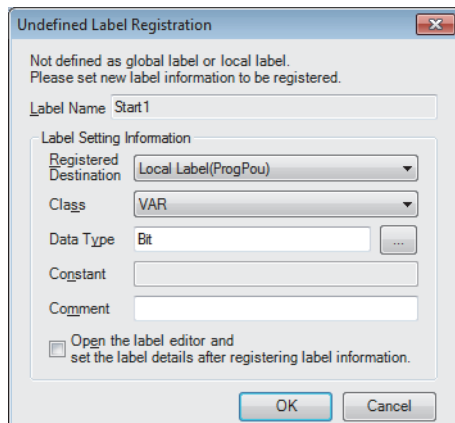 Undefined Label Registration
Not defined as global label or local label.
Please set new label information to be registered.
Label Name Start1
Label Setting Information
Registered
Destination Local Label(ProgPou)
Class VAR
Data Type Bit ...
Constant
Comment
Open the label editor and
set the label details after registering label information.
OK Cancel